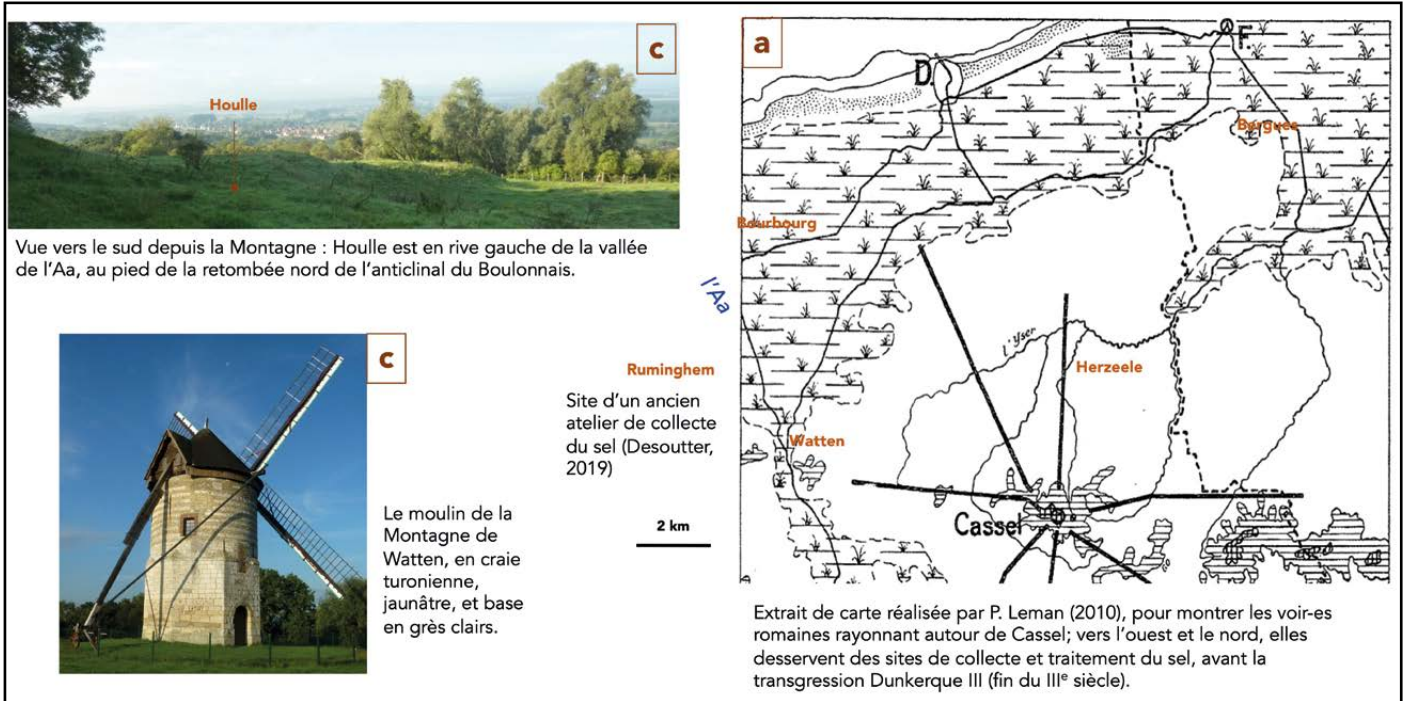 c
Houlle
Vue vers le sud depuis la Montagne : Houlle est en rive gauche de la vallée
de l'Aa, au pied de la retombée nord de l'anticlinal du Boulonnais.
c
Le moulin de la
Montagne de
Watten, en craie
turonienne,
jaunâtre, et base
en grès clairs.
Ruminghem
Site d'un ancien
atelier de collecte
du sel (Desoutter,
2019)
2 km
l'Aa
a
D
F.
Bergues
Bourbourg
l'Yser
Herzeele
Watten
Cassel
Extrait de carte réalisée par P. Leman (2010), pour montrer les voir-es
romaines rayonnant autour de Cassel; vers l'ouest et le nord, elles
desservent des sites de collecte et traitement du sel, avant la
transgression Dunkerque III (fin du IIIe siècle).